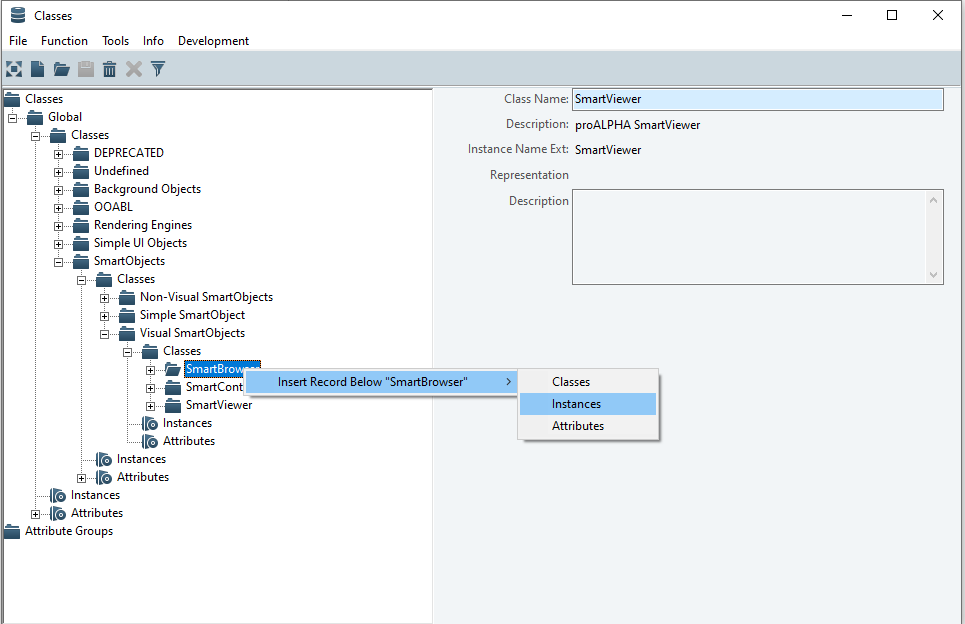 Classes
File Function Tools Info Development
Classes
Global
Classes
DEPRECATED
Undefined
Background Objects
OOABL
Rendering Engines
Simple UI Objects
SmartObjects
Classes
Non-Visual SmartObjects
Simple SmartObject
Visual SmartObjects
Classes
SmartBrowser
SmartCont
SmartViewer
Instances
Attributes
Instances
Attributes
Instances
Attributes
Attribute Groups
Insert Record Below "SmartBrowser"
Classes
Instances
Attributes
Class Name: SmartViewer
Description: proALPHA SmartViewer
Instance Name Ext: SmartViewer
Representation
Description